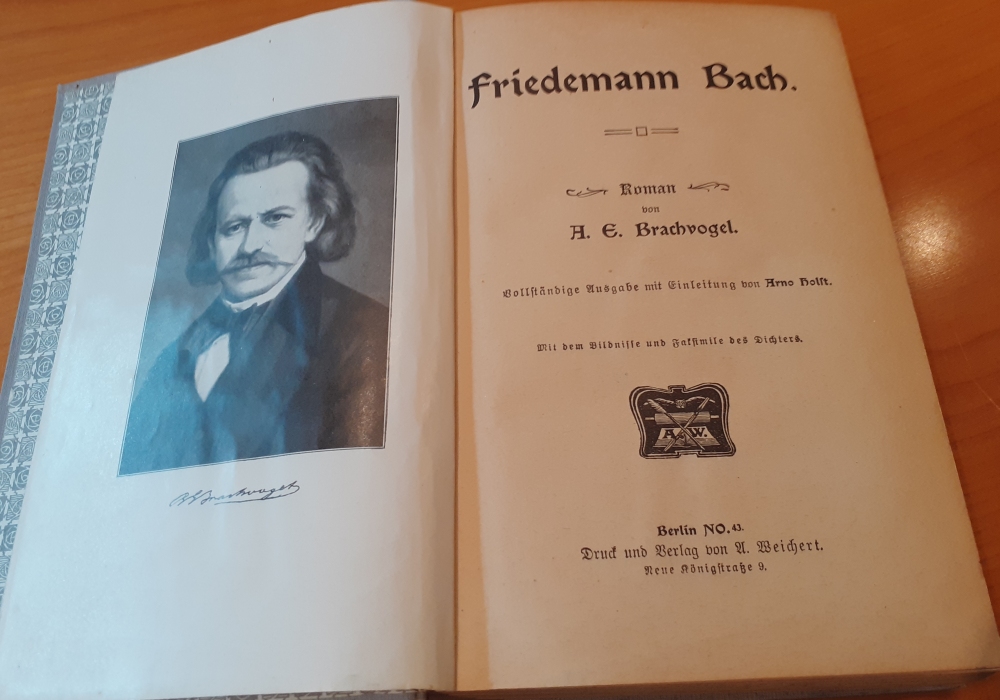 A E Brachvogel
Friedemann Bach.
Roman
von
A. E. Brachvogel.
Vollständige Ausgabe mit Einleitung von Arno Holst.
Mit dem Bildnisse und Faksimile des Dichters.
A. W.
Berlin NO. 43.
Druck und Verlag von A. Weichert.
Neue Königstraße 9.